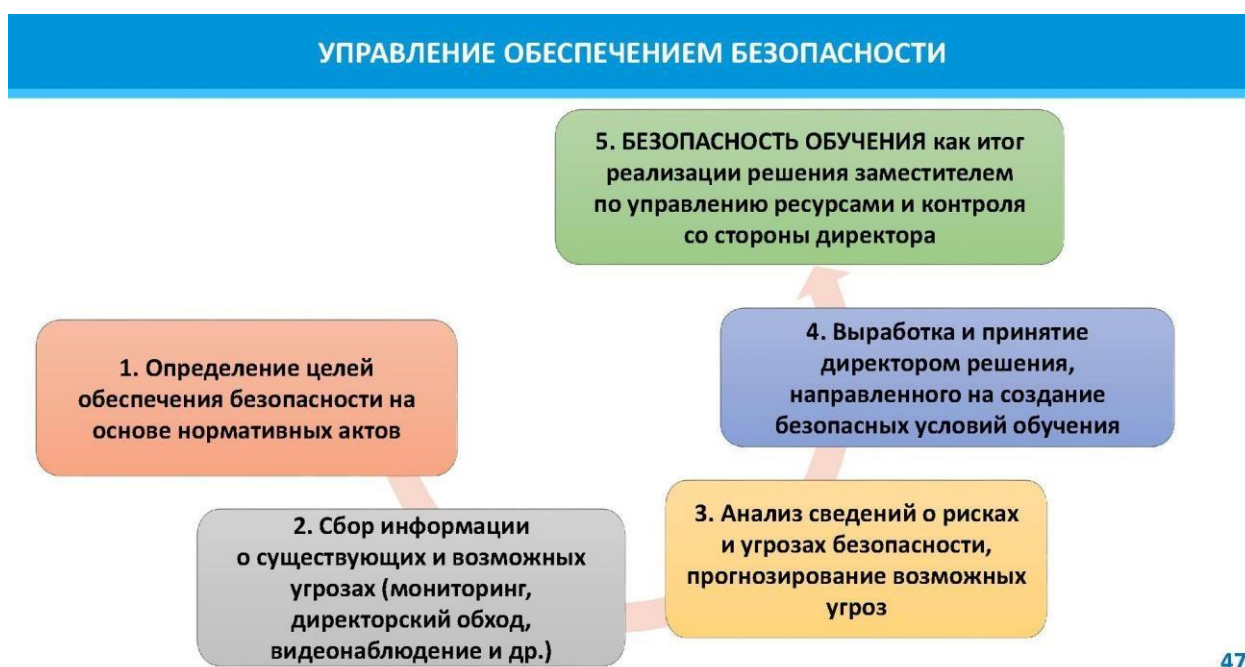 УПРАВЛЕНИЕ ОБЕСПЕЧЕНИЕМ БЕЗОПАСНОСТИ
1. Определение целей
обеспечения безопасности на
основе нормативных актов
2. Сбор информации
о существующих и возможных
угрозах (мониторинг,
директорский обход,
видеонаблюдение и др.)
3. Анализ сведений о рисках
и угрозах безопасности,
прогнозирование возможных
угроз
4. Выработка и принятие
директором решения,
направленного на создание
безопасных условий обучения
5. БЕЗОПАСНОСТЬ ОБУЧЕНИЯ как итог
реализации решения заместителем
по управлению ресурсами и контроля
со стороны директора
47